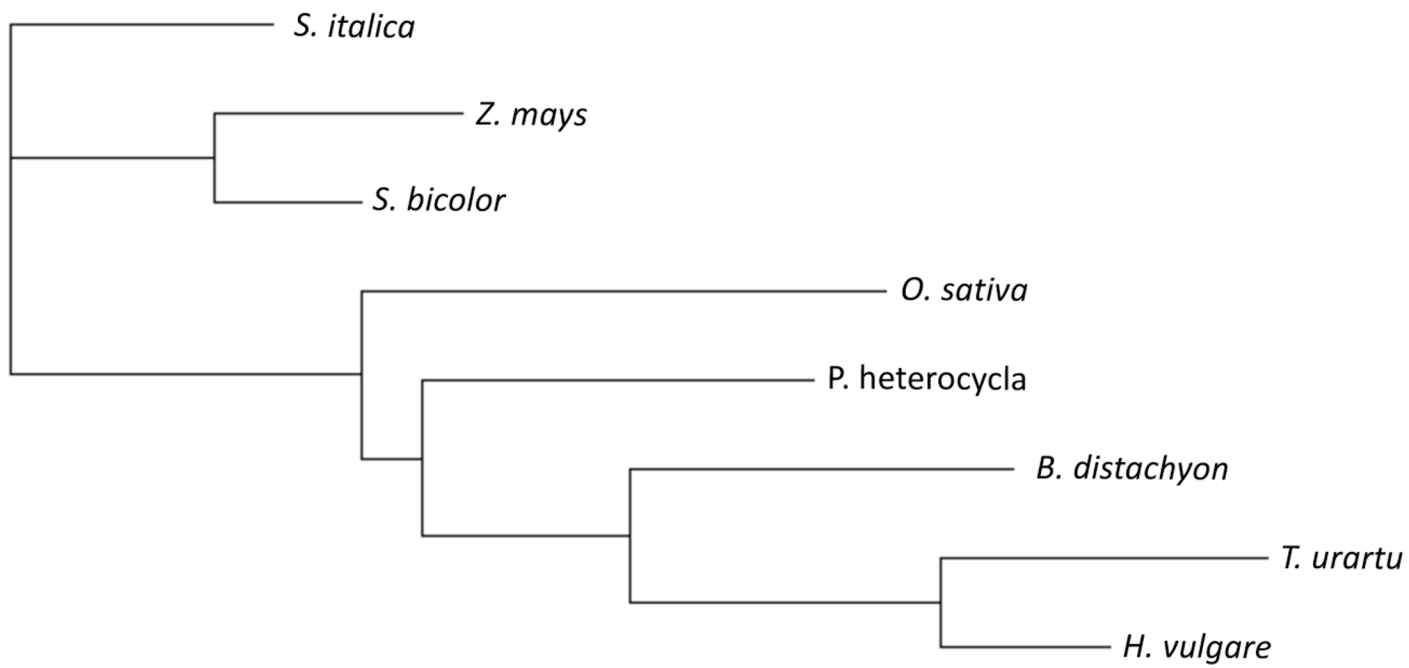 S. italica
Z. mays
S. bicolor
O. sativa
P. heterocycla
B. distachyon
T. urartu
H. vulgare